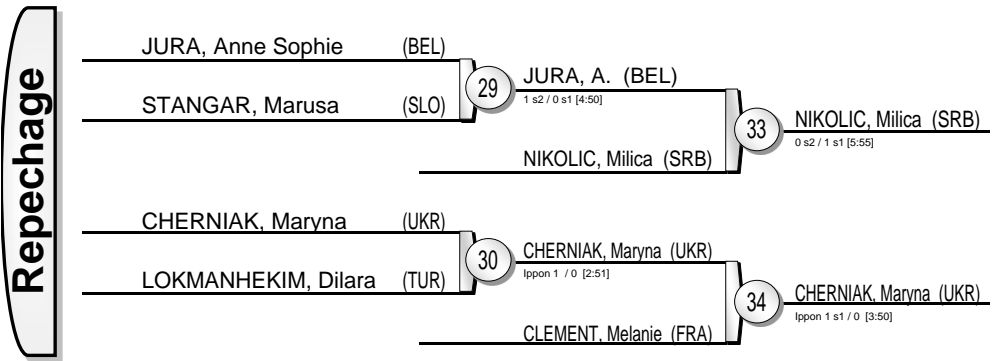 Repechage
JURA, Anne Sophie (BEL)
STANGAR, Marusa (SLO)
29
JURA, A. (BEL)
1 s2 / 0 s1 [4:50]
NIKOLIC, Milica (SRB)
33
NIKOLIC, Milica (SRB)
0 s2 / 1 s1 [5:55]
CHERNIAK, Maryna (UKR)
LOKMANHEKIM, Dilara (TUR)
30
CHERNIAK, Maryna (UKR)
Ippon 1 / 0 [2:51]
CLEMENT, Melanie (FRA)
34
CHERNIAK, Maryna (UKR)
Ippon 1 s1 / 0 [3:50]